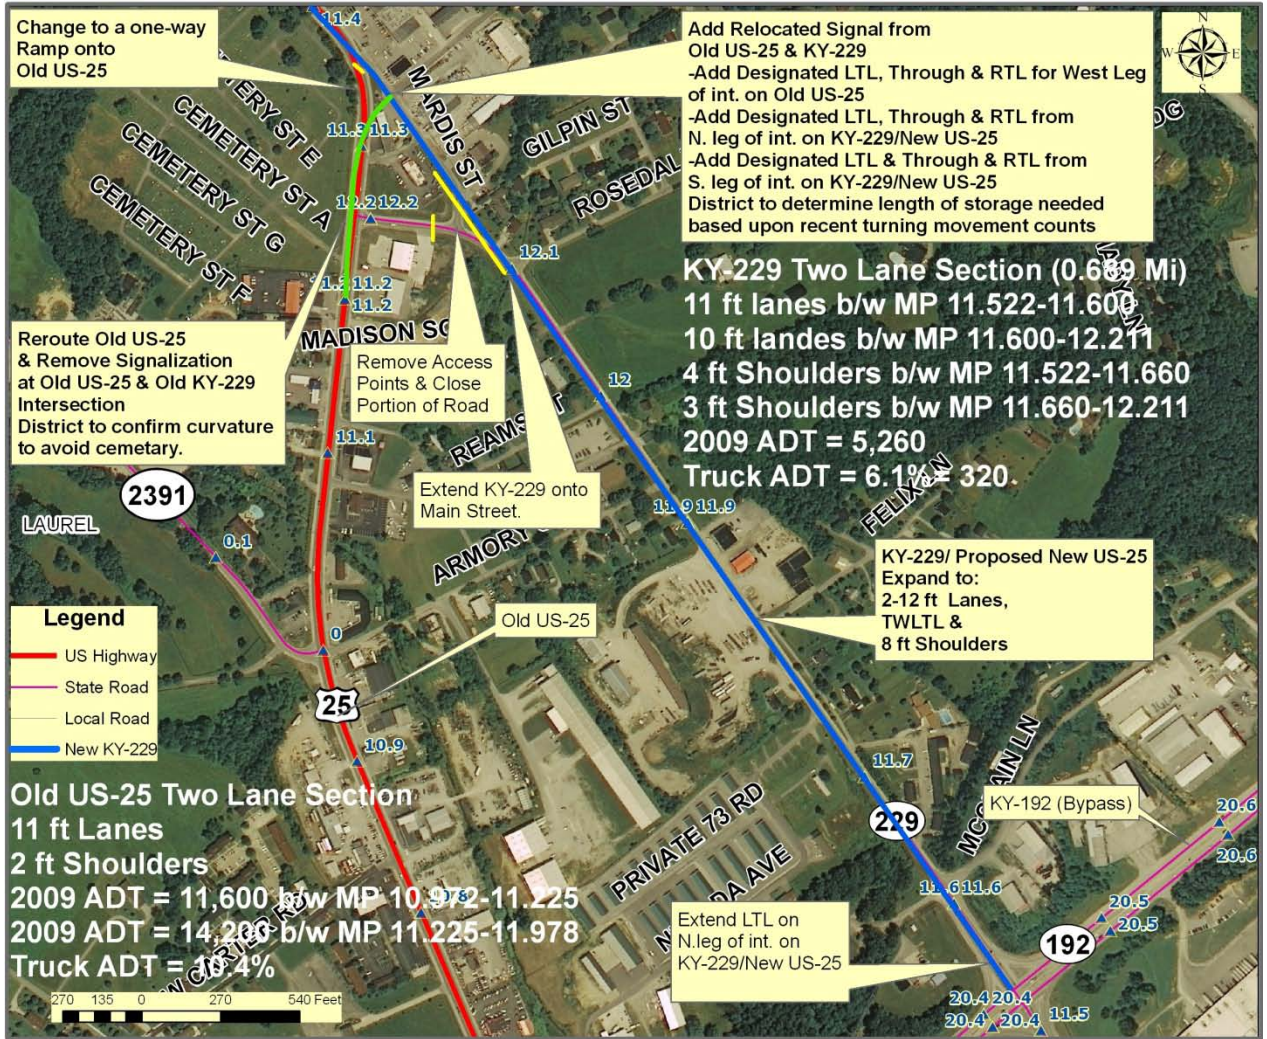 Change to a one-way
Ramp onto
Old US-25
11.4
Add Relocated Signal from
Old US-25 & KY-229
-Add Designated LTL, Through & RTL for West Leg
of int. on Old US-25
-Add Designated LTL, Through & RTL from
N. leg of int. on KY-229/New US-25
-Add Designated LTL & Through & RTL from
S. leg of int. on KY-229/New US-25
District to determine length of storage needed
based upon recent turning movement counts
N
W
E
S
MARDIS ST
GILPIN ST
CEMETERY ST A
CEMETERY ST G
CEMETERY ST F
11.3
12.2
12.2
12.1
11.2
11.2
MADISON SQ
KY-229 Two Lane Section (0.689 Mi)
11 ft lanes b/w MP 11.522-11.600
10 ft landes b/w MP 11.600-12.211
4 ft Shoulders b/w MP 11.522-11.660
3 ft Shoulders b/w MP 11.660-12.211
2009 ADT = 5,260
Truck ADT = 6.1% = 320
Reroute Old US-25
& Remove Signalization
at Old US-25 & Old KY-229
Intersection
District to confirm curvature
to avoid cemetary.
Remove Access
Points & Close
Portion of Road
12
11.1
Extend KY-229 onto
Main Street.
2391
LAUREL
0.1
11.9
11.9
FELIX LN
KY-229/ Proposed New US-25
Expand to:
2-12 ft Lanes,
TWLTL &
8 ft Shoulders
Legend
US Highway
State Road
Local Road
New KY-229
0
Old US-25
25
10.9
11.7
229
KY-192 (Bypass)
20.6
20.6
PRIVATE 73 RD
Old US-25 Two Lane Section
11 ft Lanes
2 ft Shoulders
2009 ADT = 11,600 b/w MP 10.972-11.225
2009 ADT = 14,200 b/w MP 11.225-11.978
Truck ADT = 10.4%
11.6
11.6
20.5
20.5
Extend LTL on
N.leg of int. on
KY-229/New US-25
192
20.4
20.4
20.4
20.4
11.5
270
135
0
270
540 Feet